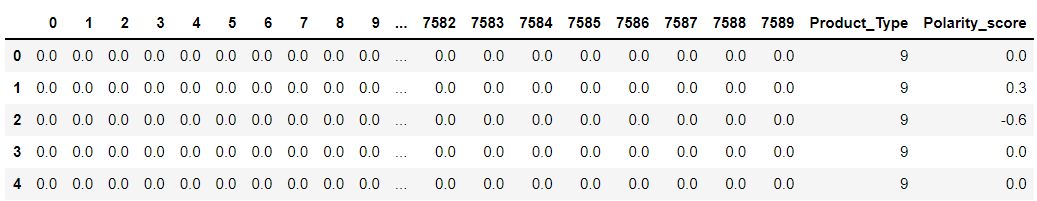 0 1 2 3 4 5 6 7 8 9 ... 7582 7583 7584 7585 7586 7587 7588 7589 Product_Type Polarity_score
0 0.0 0.0 0.0 0.0 0.0 0.0 0.0 0.0 0.0 0.0 ... 0.0 0.0 0.0 0.0 0.0 0.0 0.0 0.0 9 0.0
1 0.0 0.0 0.0 0.0 0.0 0.0 0.0 0.0 0.0 0.0 ... 0.0 0.0 0.0 0.0 0.0 0.0 0.0 0.0 9 0.3
2 0.0 0.0 0.0 0.0 0.0 0.0 0.0 0.0 0.0 0.0 ... 0.0 0.0 0.0 0.0 0.0 0.0 0.0 0.0 9 -0.6
3 0.0 0.0 0.0 0.0 0.0 0.0 0.0 0.0 0.0 0.0 ... 0.0 0.0 0.0 0.0 0.0 0.0 0.0 0.0 9 0.0
4 0.0 0.0 0.0 0.0 0.0 0.0 0.0 0.0 0.0 0.0 ... 0.0 0.0 0.0 0.0 0.0 0.0 0.0 0.0 9 0.0